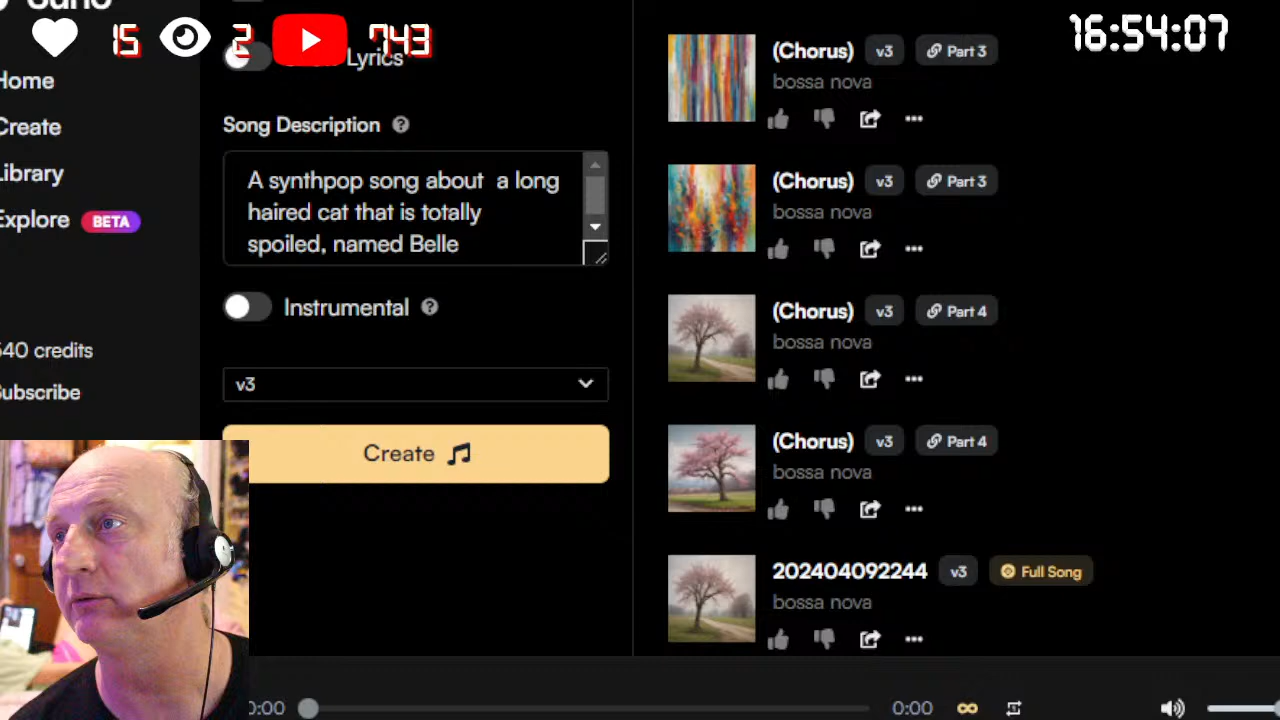 Suno
15
2
743
16:54:07
Home
Create
Library
Explore BETA
540 credits
Subscribe
Lyrics
Song Description
A synthpop song about  a long
haired cat that is totally
spoiled, named Belle
Instrumental
v3
Create
(Chorus) v3 Part 3
bossa nova
(Chorus) v3 Part 3
bossa nova
(Chorus) v3 Part 4
bossa nova
(Chorus) v3 Part 4
bossa nova
202404092244 v3 Full Song
bossa nova
0:00
0:00